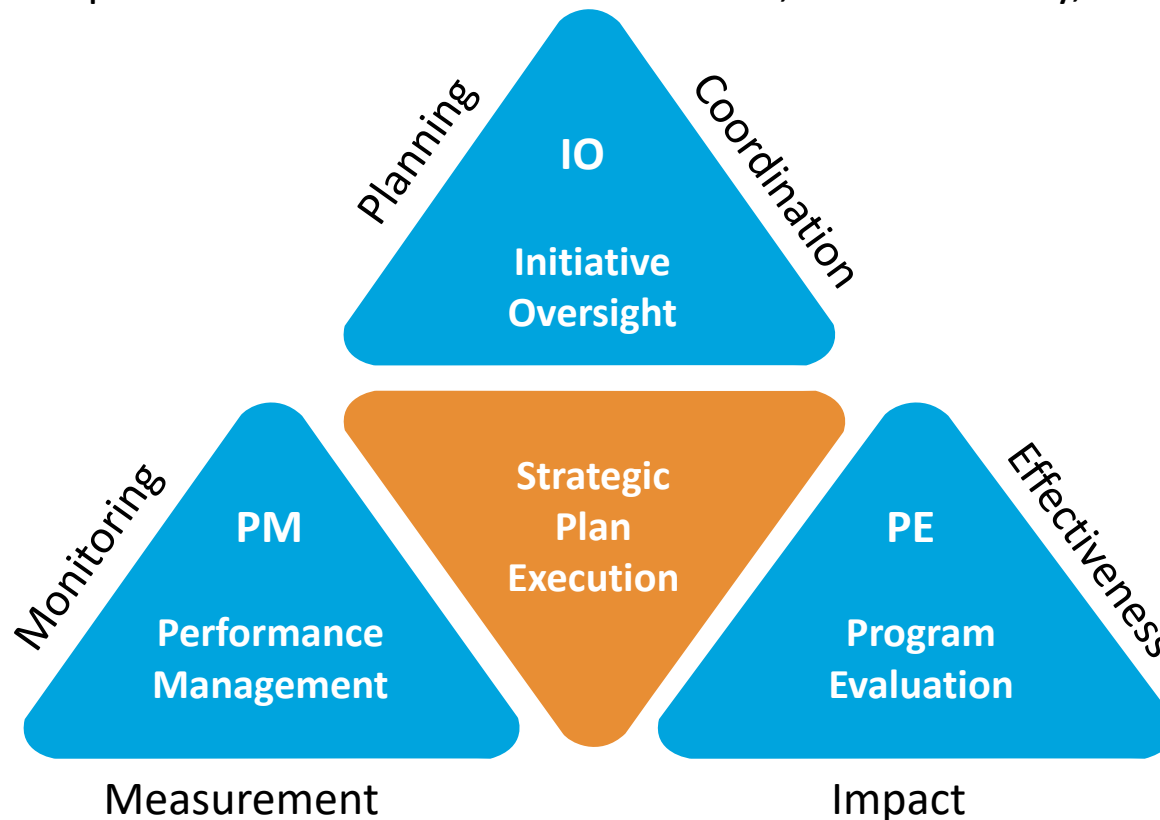 Planning
Coordination
IO
Initiative
Oversight
Strategic
Plan
Execution
Monitoring
PM
Performance
Management
Effectiveness
PE
Program
Evaluation
Measurement
Impact